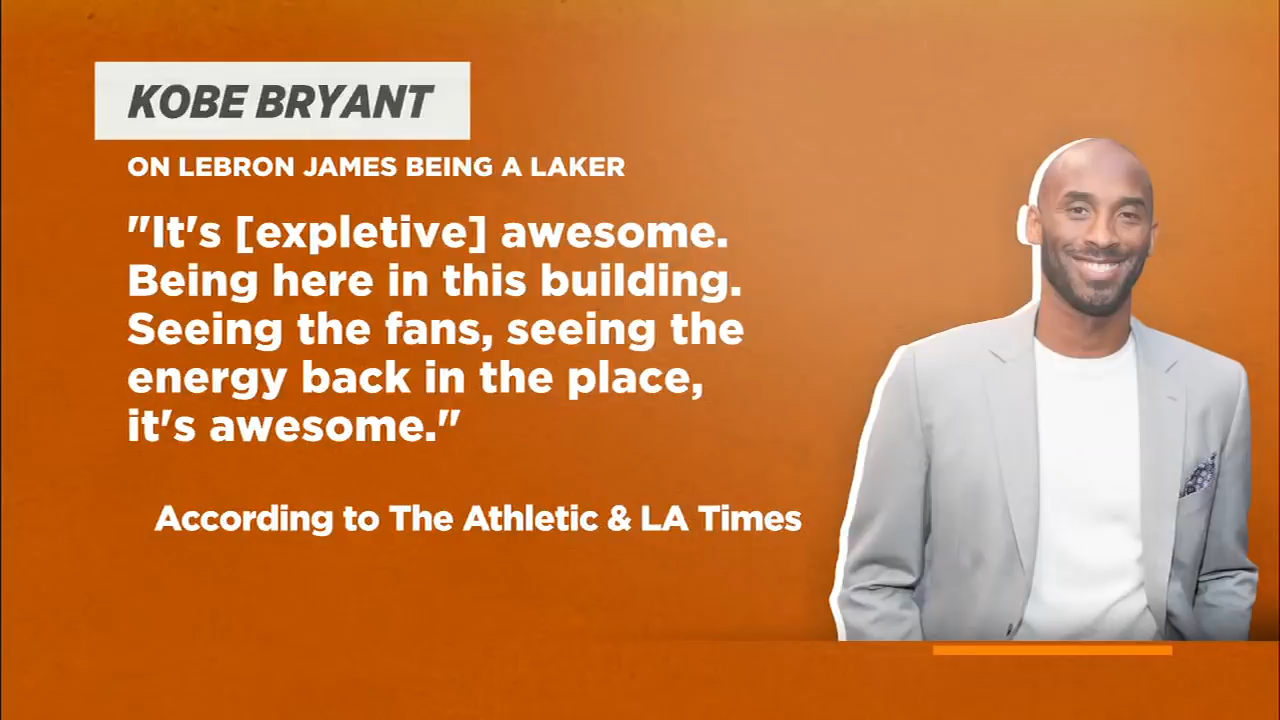 KOBE BRYANT
ON LEBRON JAMES BEING A LAKER
"It's [expletive] awesome.
Being here in this building.
Seeing the fans, seeing the
energy back in the place,
it's awesome."
According to The Athletic & LA Times